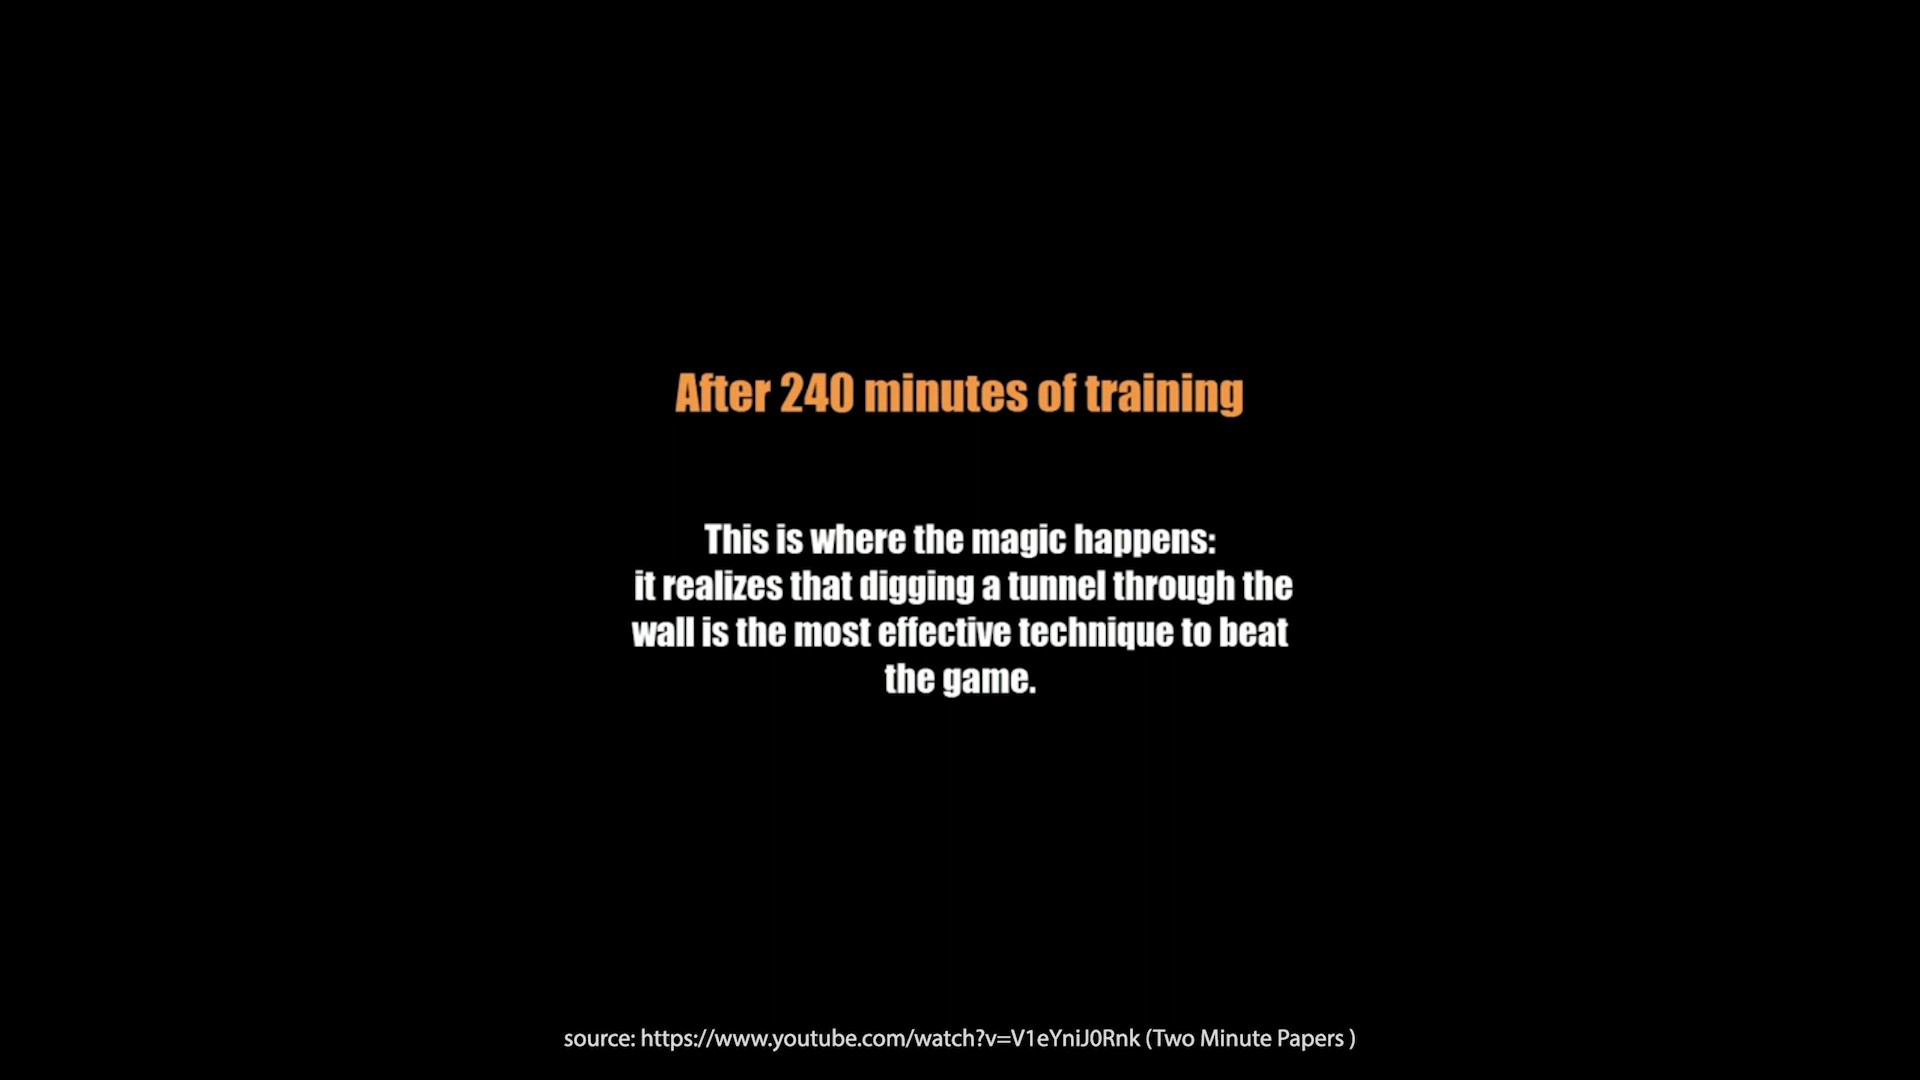 After 240 minutes of training
This is where the magic happens:
it realizes that digging a tunnel through the
wall is the most effective technique to beat
the game.
source: https://www.youtube.com/watch?v=V1eYniJ0Rnk (Two Minute Papers )